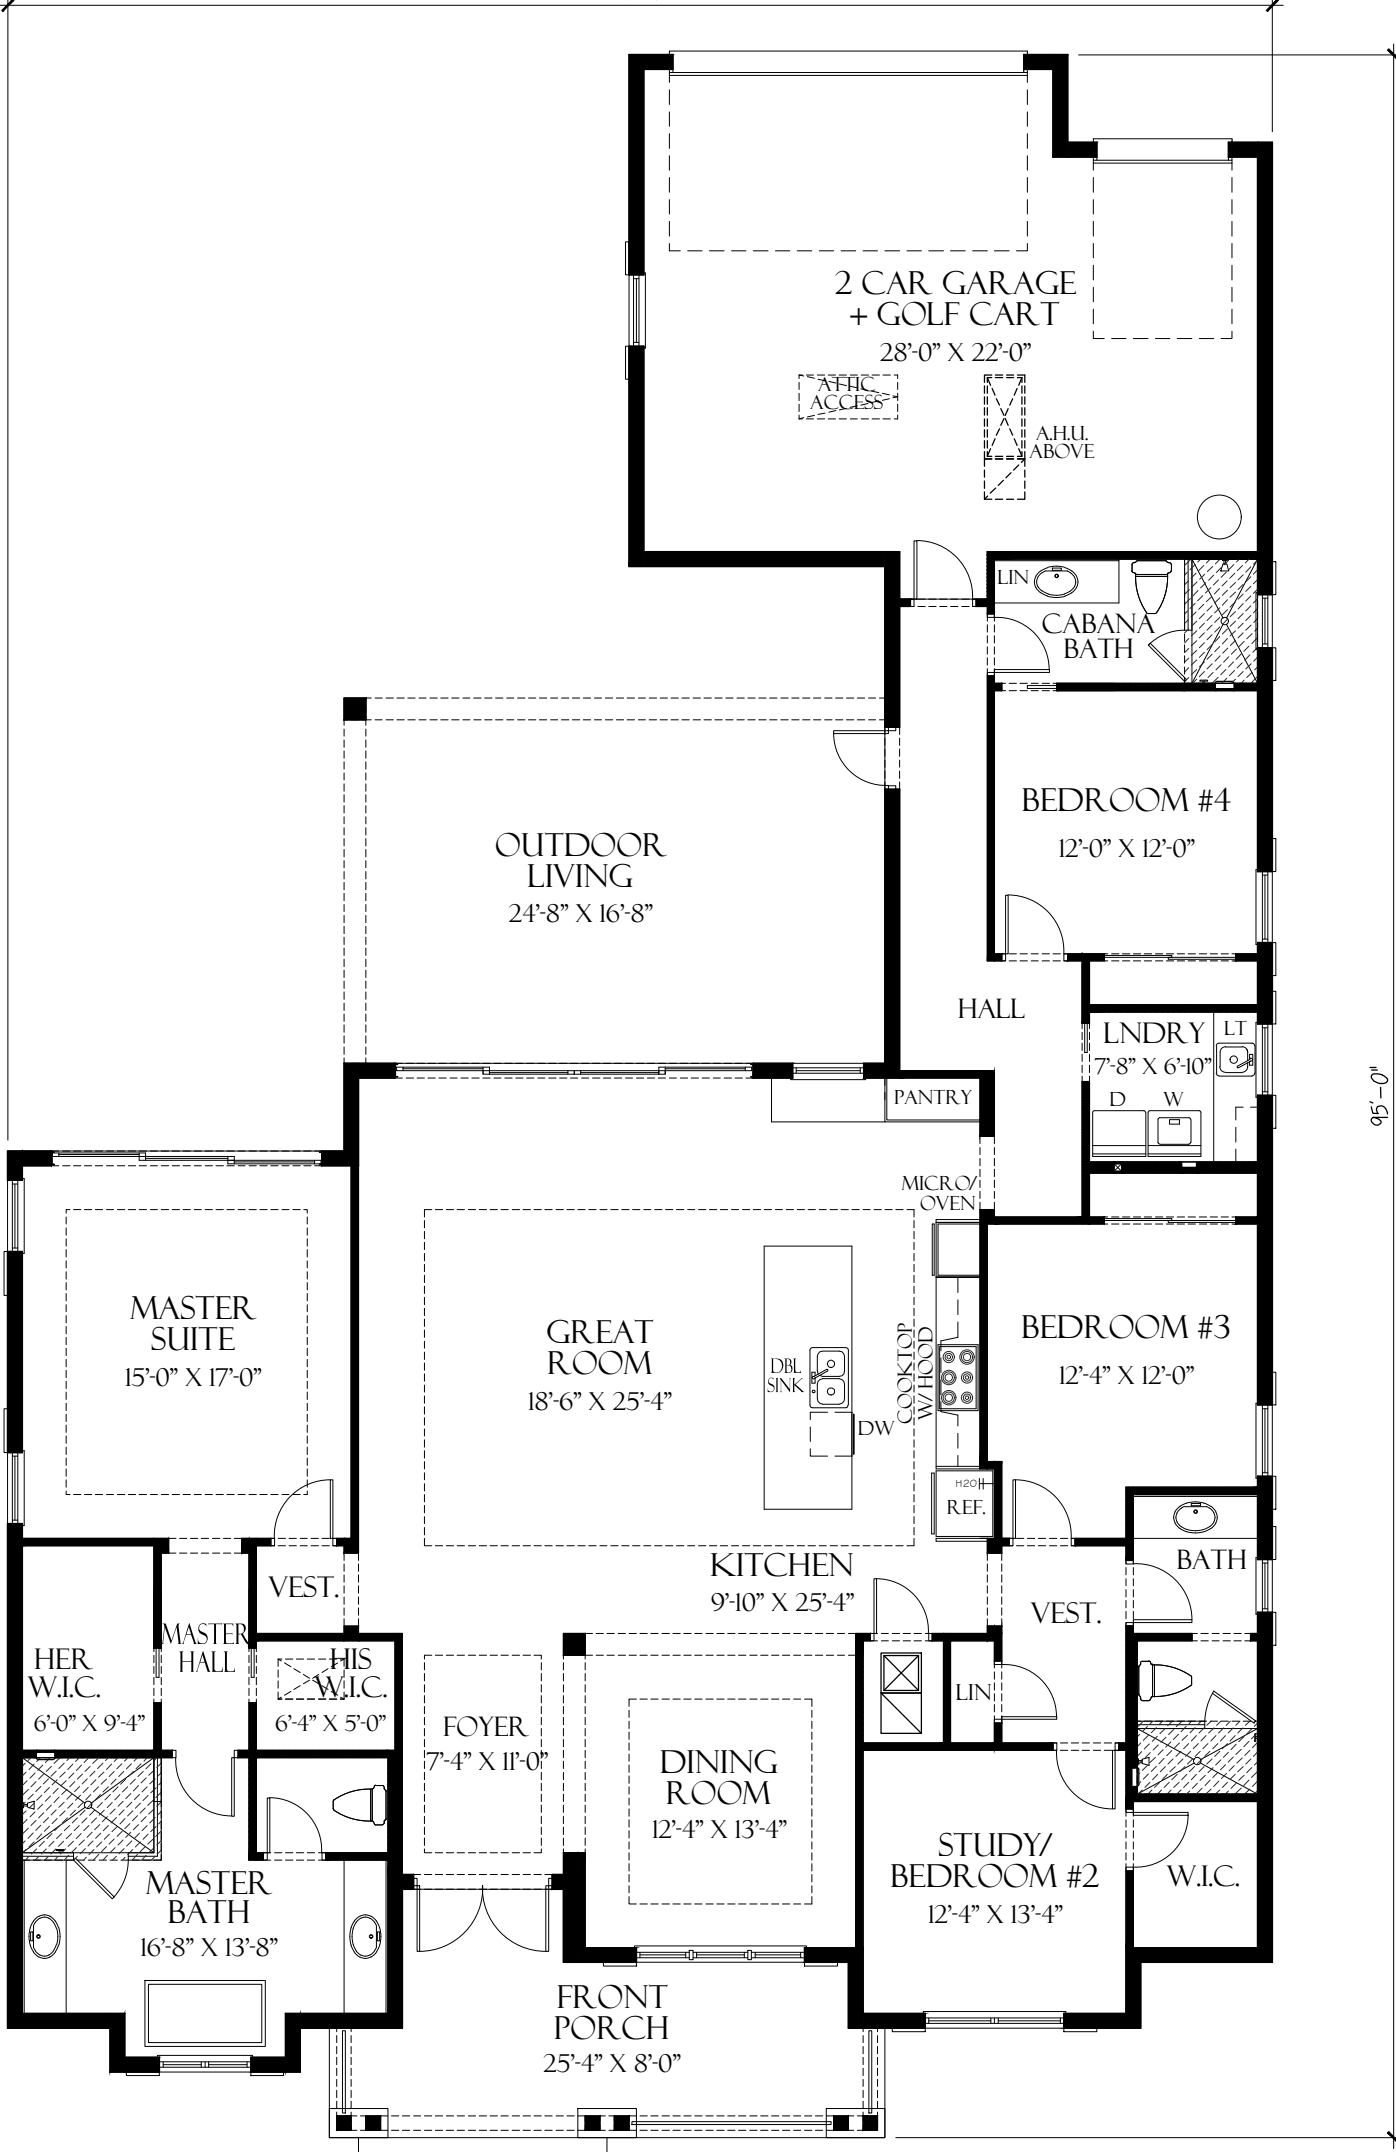 2 CAR GARAGE
+ GOLF CART
28'-0" X 22'-0"
ATTIC
ACCESS
A.H.U.
ABOVE
LIN
CABANA
BATH
BEDROOM #4
12'-0" X 12'-0"
OUTDOOR
LIVING
24'-8" X 16'-8"
HALL
LNDRY
7'-8" X 6'-10"
LT
D
W
95'-0"
PANTRY
MICRO/
OVEN
MASTER
SUITE
15'-0" X 17'-0"
GREAT
ROOM
18'-6" X 25'-4"
DBL
SINK
DW
COOKTOP
W/ HOOD
BEDROOM #3
12'-4" X 12'-0"
H2O
REF.
KITCHEN
9'-10" X 25'-4"
BATH
VEST.
VEST.
MASTER
HALL
HER
W.I.C.
6'-0" X 9'-4"
HIS
W.I.C.
6'-4" X 5'-0"
LIN
FOYER
7'-4" X 11'-0"
DINING
ROOM
12'-4" X 13'-4"
STUDY/
BEDROOM #2
12'-4" X 13'-4"
W.I.C.
MASTER
BATH
16'-8" X 13'-8"
FRONT
PORCH
25'-4" X 8'-0"